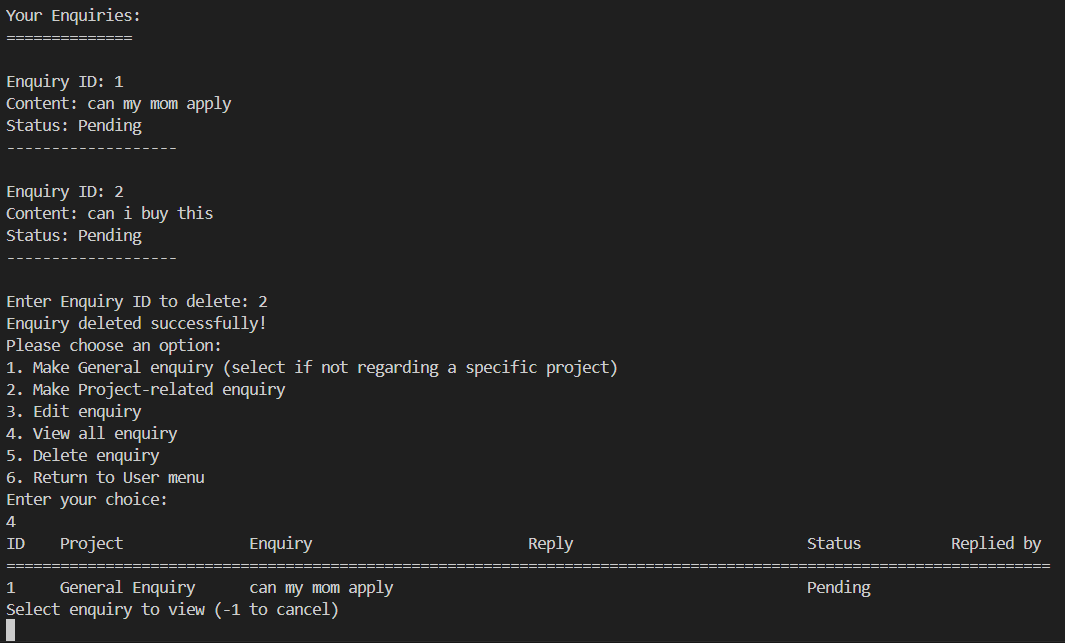 Your Enquiries:
==============
Enquiry ID: 1
Content: can my mom apply
Status: Pending
-------------------
Enquiry ID: 2
Content: can i buy this
Status: Pending
-------------------
Enter Enquiry ID to delete: 2
Enquiry deleted successfully!
Please choose an option:
1. Make General enquiry (select if not regarding a specific project)
2. Make Project-related enquiry
3. Edit enquiry
4. View all enquiry
5. Delete enquiry
6. Return to User menu
Enter your choice:
4
ID    Project              Enquiry                        Reply                          Status          Replied by
====================================================================================================================
1     General Enquiry      can my mom apply                                              Pending
Select enquiry to view (-1 to cancel)